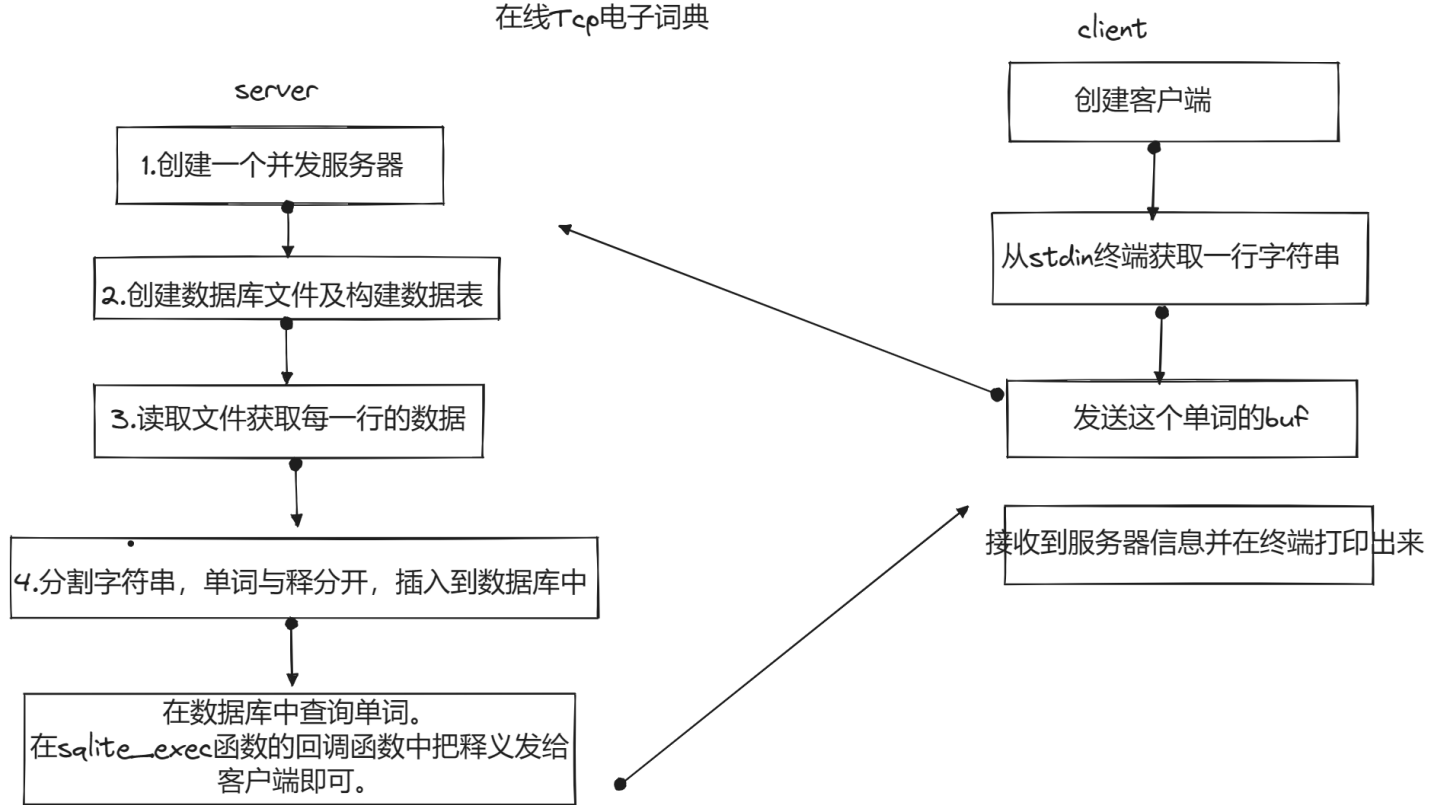 在线Tcp电子词典
server
1.创建一个并发服务器
2.创建数据库文件及构建数据表
3.读取文件获取每一行的数据
4.分割字符串，单词与释分开，插入到数据库中
在数据库中查询单词。
在sqlite_exec函数的回调函数中把释义发给
客户端即可。
client
创建客户端
从stdin终端获取一行字符串
发送这个单词的buf
接收到服务器信息并在终端打印出来